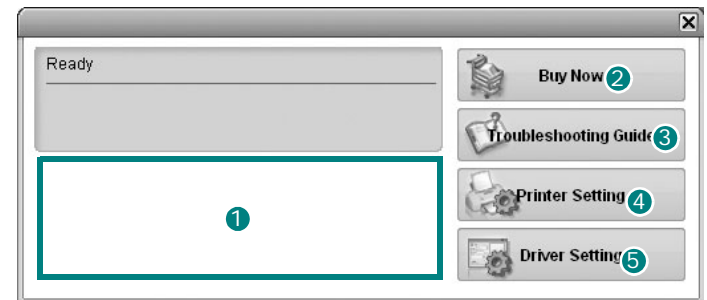 Ready
Buy Now 2
Troubleshooting Guide 3
1
Printer Setting 4
Driver Setting 5